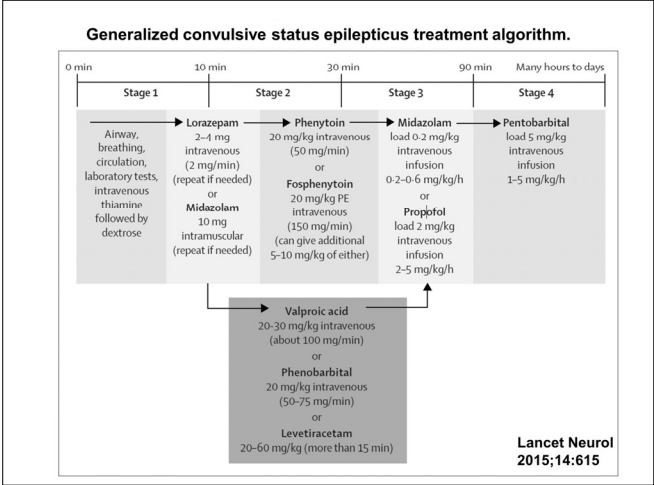 Generalized convulsive status epilepticus treatment algorithm.
0 min
10 min
30 min
90 min
Many hours to days
Stage 1
Stage 2
Stage 3
Stage 4
Airway,
breathing,
circulation,
laboratory tests,
intravenous
thiamine
followed by
dextrose
Lorazepam
2–4 mg
intravenous
(2 mg/min)
(repeat if needed)
or
Midazolam
10 mg
intramuscular
(repeat if needed)
Phenytoin
20 mg/kg intravenous
(50 mg/min)
or
Fosphenytoin
20 mg/kg PE
intravenous
(150 mg/min)
(can give additional
5–10 mg/kg of either)
Midazolam
load 0·2 mg/kg
intravenous
infusion
0·2–0·6 mg/kg/h
or
Propofol
load 2 mg/kg
intravenous
infusion
2–5 mg/kg/h
Pentobarbital
load 5 mg/kg
intravenous
infusion
1–5 mg/kg/h
Valproic acid
20-30 mg/kg intravenous
(about 100 mg/min)
or
Phenobarbital
20 mg/kg intravenous
(50–75 mg/min)
or
Levetiracetam
20–60 mg/kg (more than 15 min)
Lancet Neurol
2015;14:615